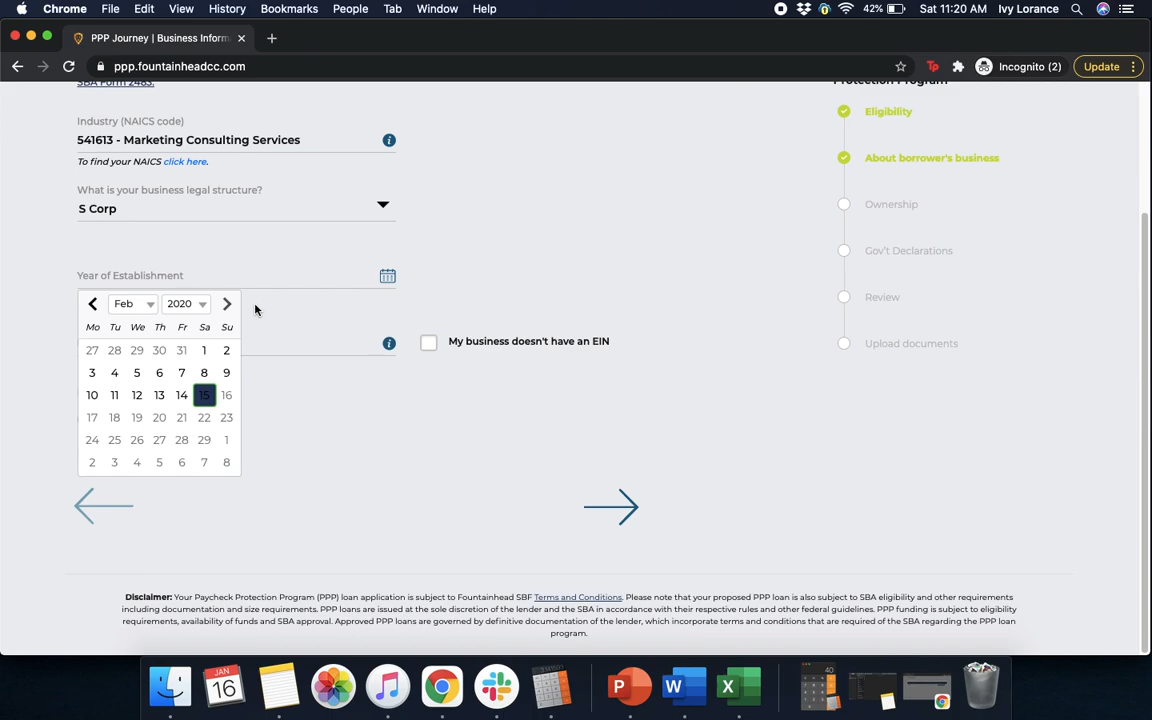 Chrome File Edit View History Bookmarks People Tab Window Help 42% Sat 11:20 AM Ivy Lorance
PPP Journey | Business Inform
ppp.fountainheadcc.com Incognito (2) Update
SBA Form 2483.
Protection Program
Industry (NAICS code)
541613 - Marketing Consulting Services
To find your NAICS click here.
What is your business legal structure?
S Corp
Year of Establishment
Feb 2020
Mo Tu We Th Fr Sa Su
27 28 29 30 31 1 2
3 4 5 6 7 8 9
10 11 12 13 14 15 16
17 18 19 20 21 22 23
24 25 26 27 28 29 1
2 3 4 5 6 7 8
My business doesn't have an EIN
Eligibility
About borrower's business
Ownership
Gov't Declarations
Review
Upload documents
Disclaimer: Your Paycheck Protection Program (PPP) loan application is subject to Fountainhead SBF Terms and Conditions. Please note that your proposed PPP loan is also subject to SBA eligibility and other requirements
including documentation and size requirements. PPP loans are issued at the sole discretion of the lender and the SBA in accordance with their respective rules and other federal guidelines. PPP funding is subject to eligibility
requirements, availability of funds and SBA approval. Approved PPP loans are governed by definitive documentation of the lender, which incorporate terms and conditions that are required of the SBA regarding the PPP loan
program.
JAN
16
P
W
X
40